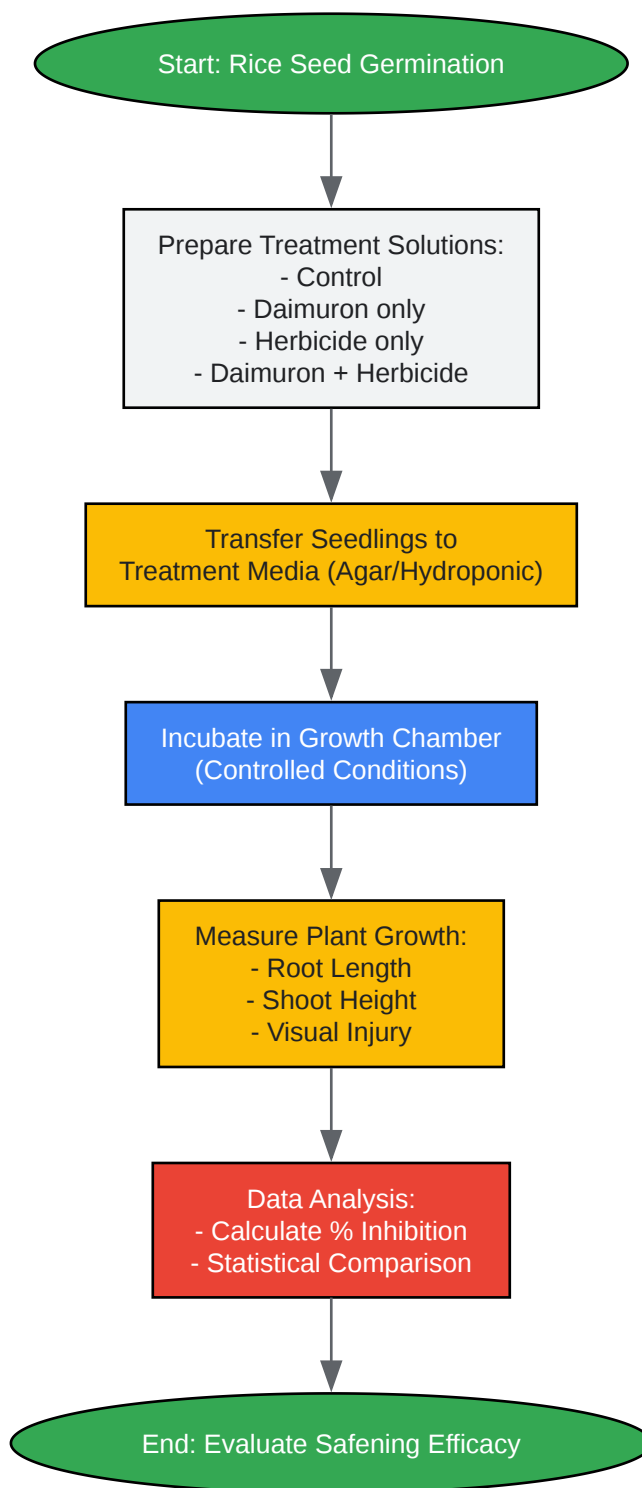 Start: Rice Seed Germination
Prepare Treatment Solutions:
- Control
- Daimuron only
- Herbicide only
- Daimuron + Herbicide
Transfer Seedlings to
Treatment Media (Agar/Hydroponic)
Incubate in Growth Chamber
(Controlled Conditions)
Measure Plant Growth:
- Root Length
- Shoot Height
- Visual Injury
Data Analysis:
- Calculate % Inhibition
- Statistical Comparison
End: Evaluate Safening Efficacy